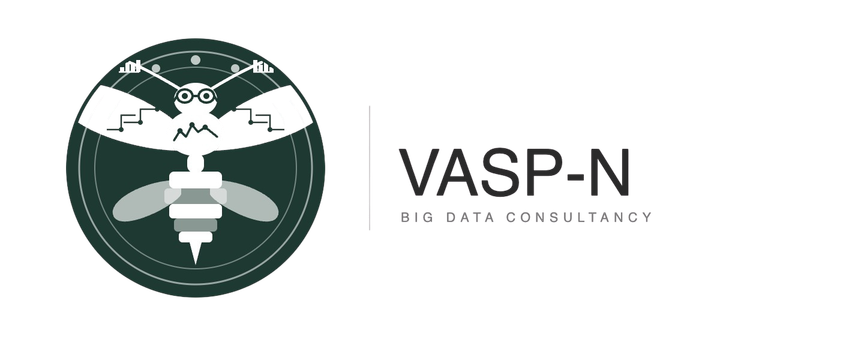 VASP-N
BIG DATA CONSULTANCY